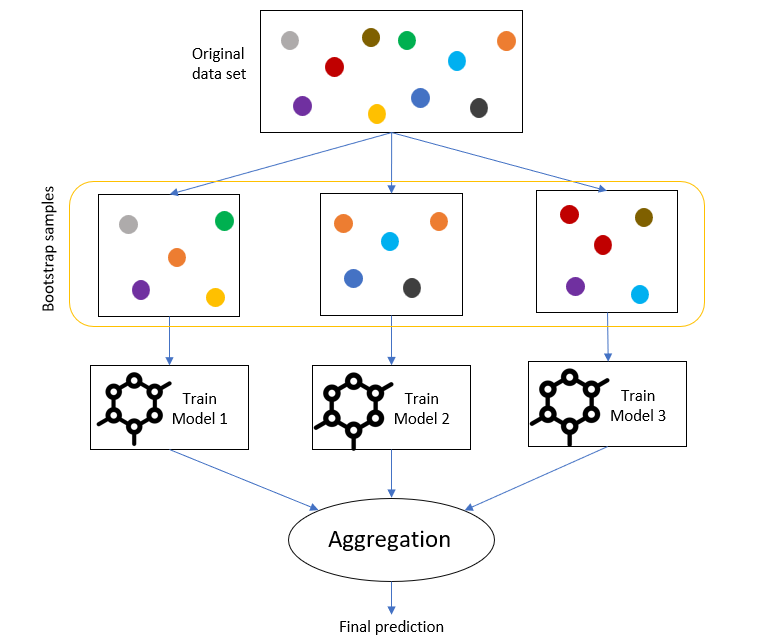 Original
data set
Bootstrap samples
Train
Model 1
Train
Model 2
Train
Model 3
Aggregation
Final prediction